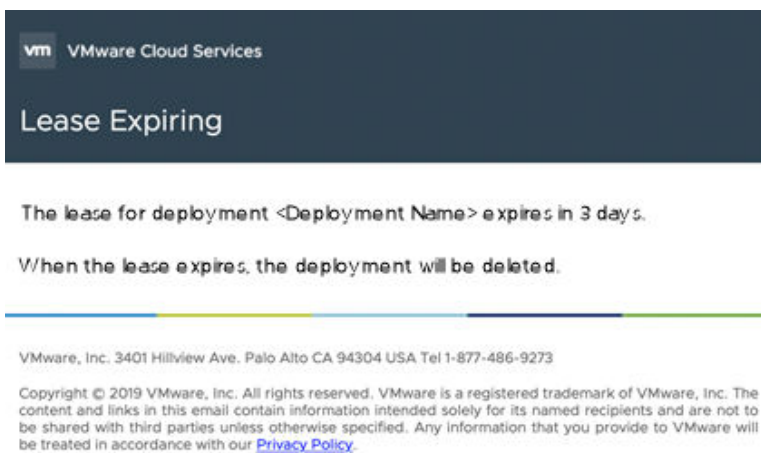 vm VMware Cloud Services
Lease Expiring
The lease for deployment <Deployment Name> expires in 3 days.
When the lease expires, the deployment will be deleted.
VMware, Inc. 3401 Hillview Ave. Palo Alto CA 94304 USA Tel 1-877-486-9273
Copyright © 2019 VMware, Inc. All rights reserved. VMware is a registered trademark of VMware, Inc. The
content and links in this email contain information intended solely for its named recipients and are not to
be shared with third parties unless otherwise specified. Any information that you provide to VMware will
be treated in accordance with our Privacy Policy.